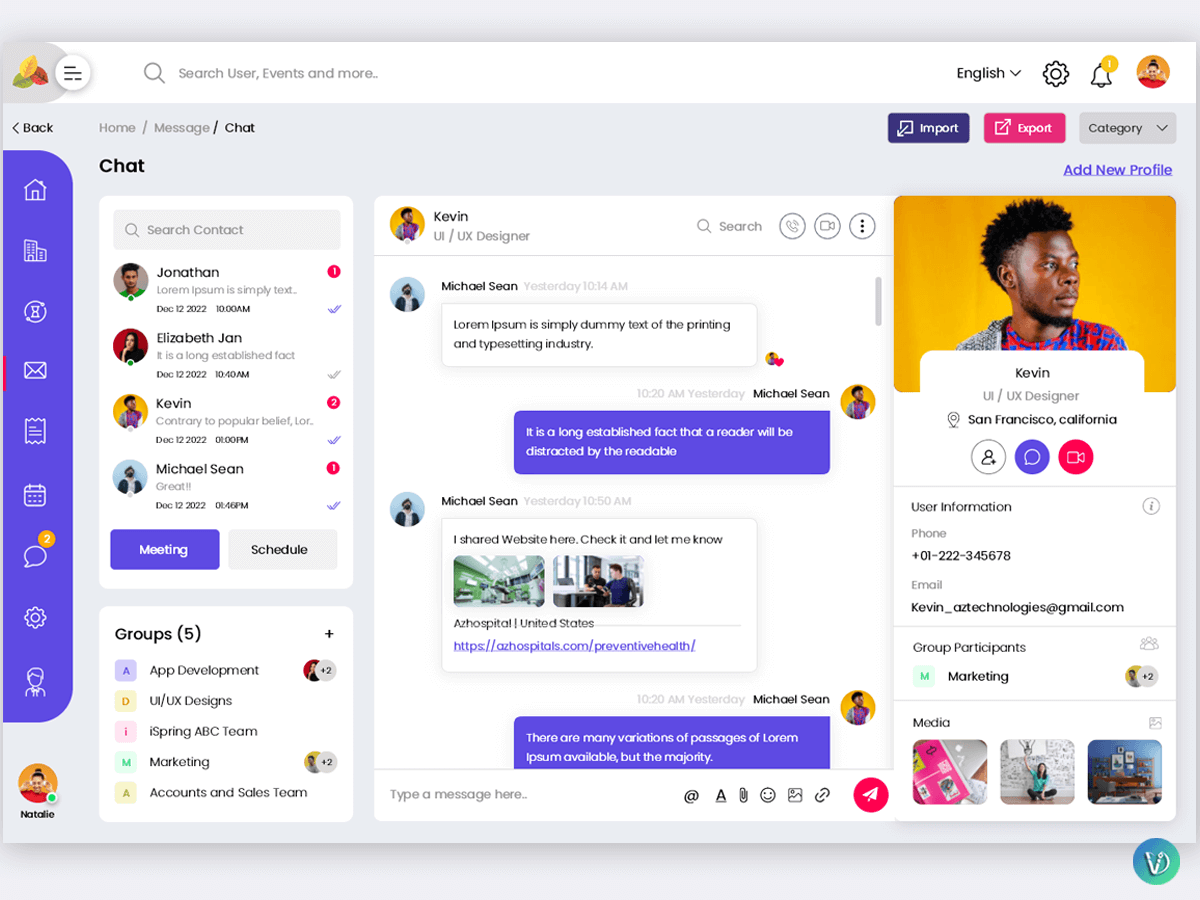 Search User, Events and more..
English
1
Back
Home / Message / Chat
Import
Export
Category
Chat
Add New Profile
2
Natalie
Search Contact
Jonathan
1
Lorem Ipsum is simply text..
Dec 12 2022 10:00AM
Elizabeth Jan
It is a long established fact
Dec 12 2022 10:40AM
Kevin
2
Contrary to popular belief, Lor..
Dec 12 2022 01:00PM
Michael Sean
1
Great!!
Dec 12 2022 01:46PM
Meeting
Schedule
Groups (5)
+
A App Development +2
D UI/UX Designs
i iSpring ABC Team
M Marketing +2
A Accounts and Sales Team
Kevin
UI / UX Designer
Search
Michael Sean Yesterday 10:14 AM
Lorem Ipsum is simply dummy text of the printing
and typesetting industry.
10:20 AM Yesterday Michael Sean
It is a long established fact that a reader will be
distracted by the readable
Michael Sean Yesterday 10:50 AM
I shared Website here. Check it and let me know
Azhospital | United States
https://azhospitals.com/preventivehealth/
10:20 AM Yesterday Michael Sean
There are many variations of passages of Lorem
Ipsum available, but the majority.
Type a message here..
@ A
Kevin
UI / UX Designer
San Francisco, california
User Information
i
Phone
+01-222-345678
Email
Kevin_aztechnologies@gmail.com
Group Participants
M Marketing +2
Media